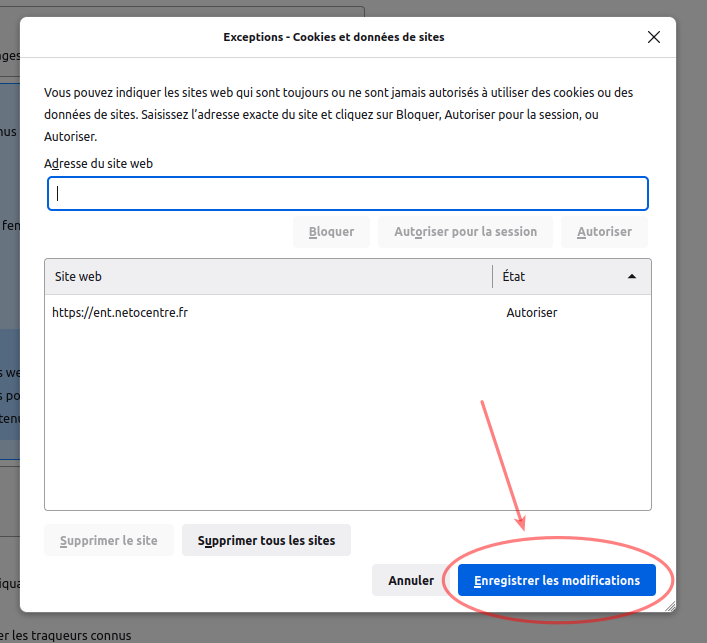 Exceptions - Cookies et données de sites
ages
Vous pouvez indiquer les sites web qui sont toujours ou ne sont jamais autorisés à utiliser des cookies ou des
données de sites. Saisissez l’adresse exacte du site et cliquez sur Bloquer, Autoriser pour la session, ou
nus
Autoriser.
Adresse du site web
fen
Bloquer
Autoriser pour la session
Autoriser
Site web
État
https://ent.netocentre.fr
Autoriser
s we
s po
tenu
Supprimer le site
Supprimer tous les sites
Annuler
Enregistrer les modifications
iqua
er les traqueurs connus